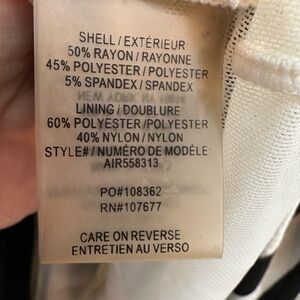 SHELL / EXTÉRIEUR
50% RAYON / RAYONNE
45% POLYESTER / POLYESTER
5% SPANDEX / SPANDEX
LINING / DOUBLURE
60% POLYESTER / POLYESTER
40% NYLON / NYLON
STYLE# / NUMÉRO DE MODÈLE:
AIR558313
PO#108362
RN#107677
CARE ON REVERSE
ENTRETIEN AU VERSO